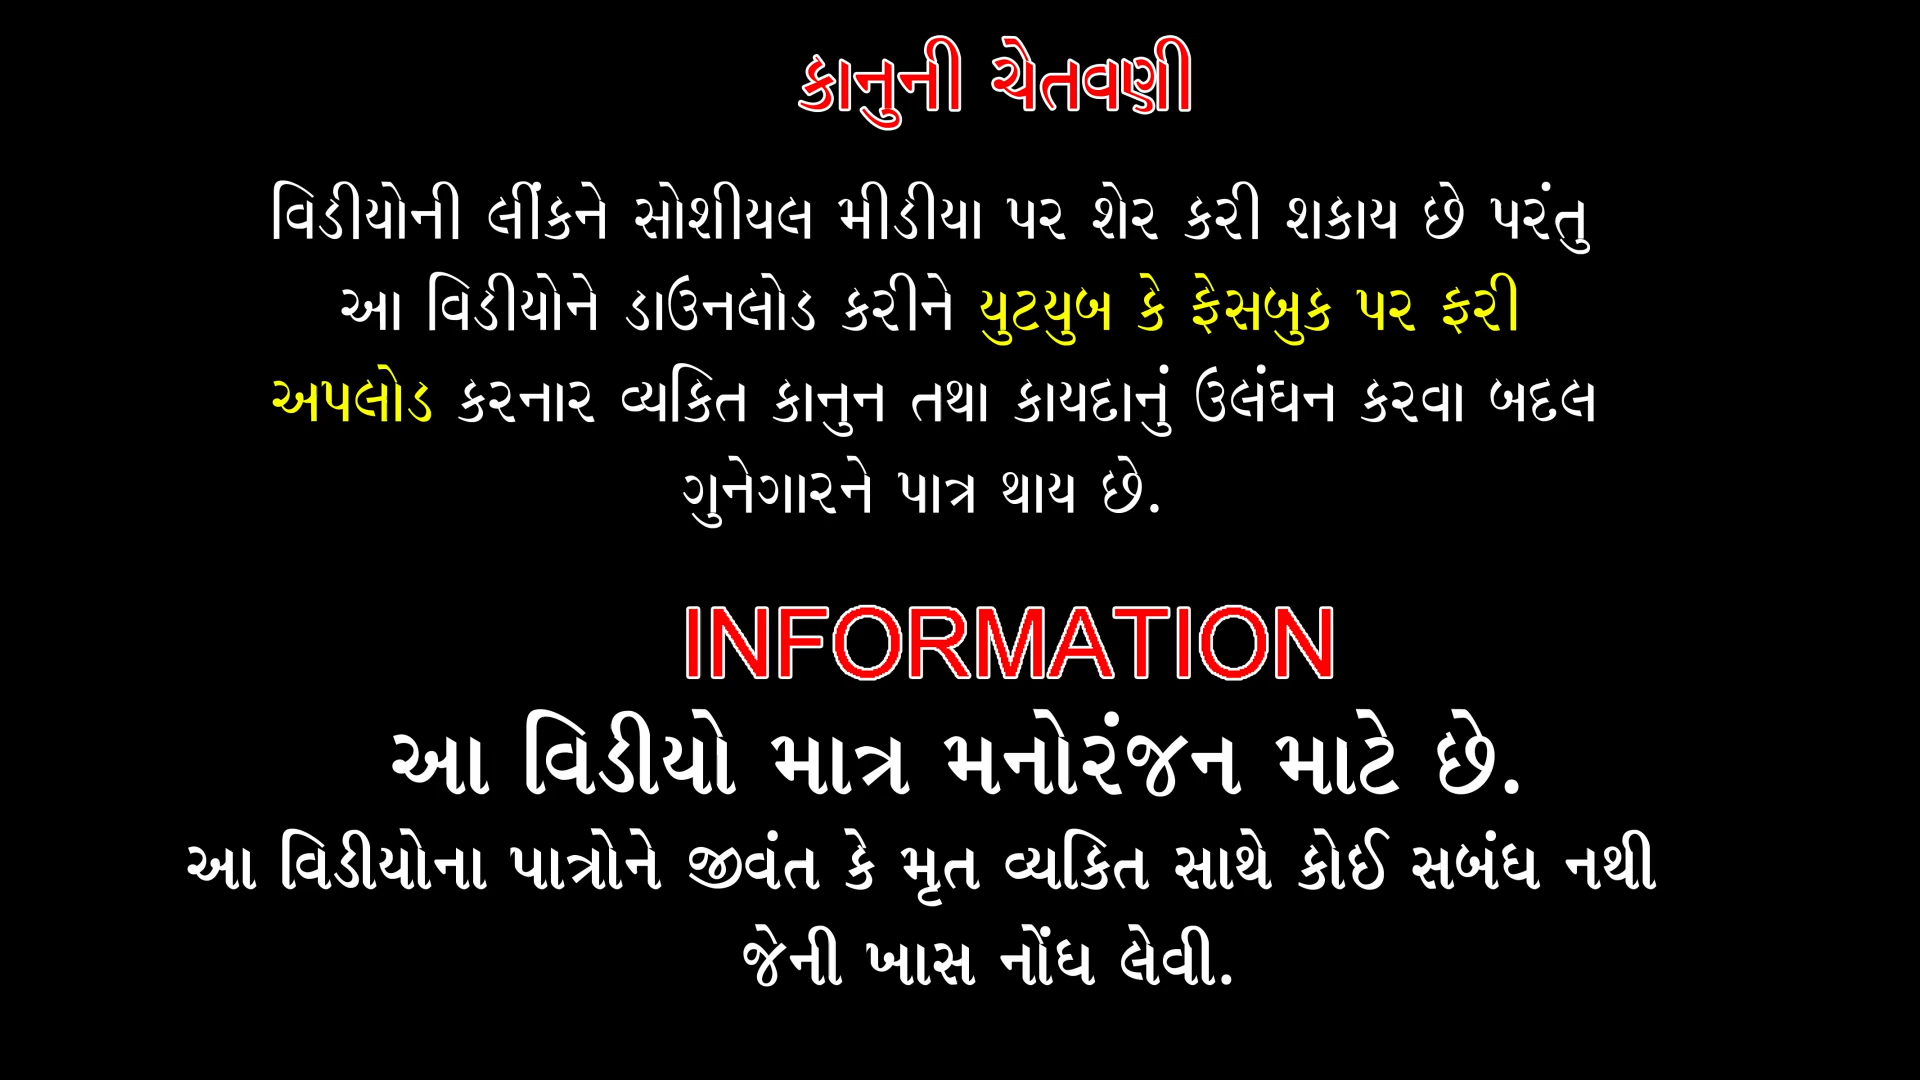 કાનુની ચેતવણી
વિડીયોની લીંકને સોશીયલ મીડીયા પર શેર કરી શકાય છે પરંતુ
આ વિડીયોને ડાઉનલોડ કરીને યુટયુબ કે ફેસબુક પર ફરી
અપલોડ કરનાર વ્યકિત કાનુન તથા કાયદાનું ઉલંઘન કરવા બદલ
ગુનેગારને પાત્ર થાય છે.
INFORMATION
આ વિડીયો માત્ર મનોરંજન માટે છે.
આ વિડીયોના પાત્રોને જીવંત કે મૃત વ્યકિત સાથે કોઈ સબંધ નથી
જેની ખાસ નોંધ લેવી.